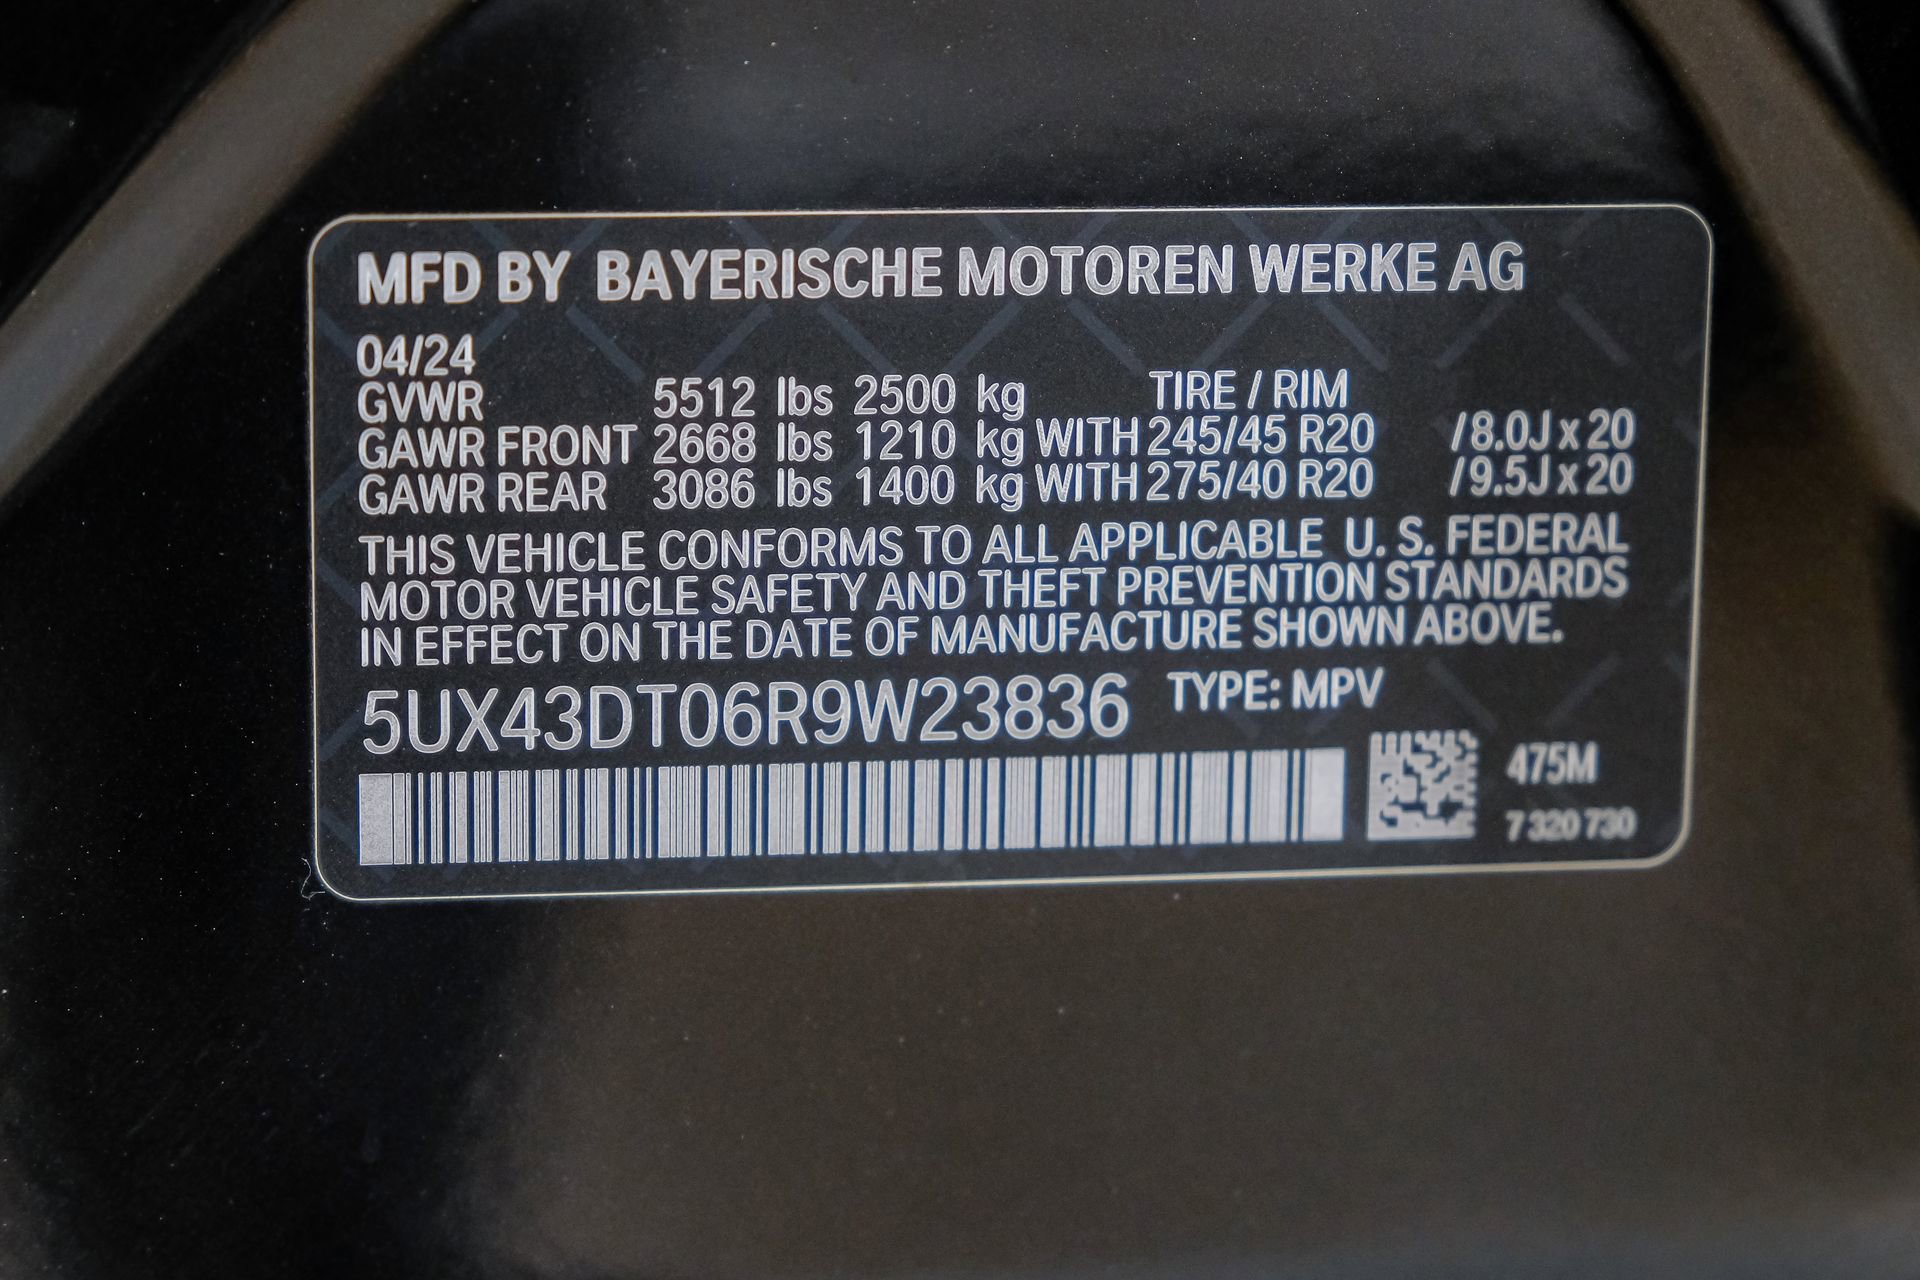 MFD BY BAYERISCHE MOTOREN WERKE AG
04/24
GVWR 5512 lbs 2500 kg TIRE / RIM
GAWR FRONT 2668 lbs 1210 kg WITH 245/45 R20 /8.0J x 20
GAWR REAR 3086 lbs 1400 kg WITH 275/40 R20 /9.5J x 20
THIS VEHICLE CONFORMS TO ALL APPLICABLE U. S. FEDERAL
MOTOR VEHICLE SAFETY AND THEFT PREVENTION STANDARDS
IN EFFECT ON THE DATE OF MANUFACTURE SHOWN ABOVE.
5UX43DT06R9W23836 TYPE: MPV
475M
7 320 730